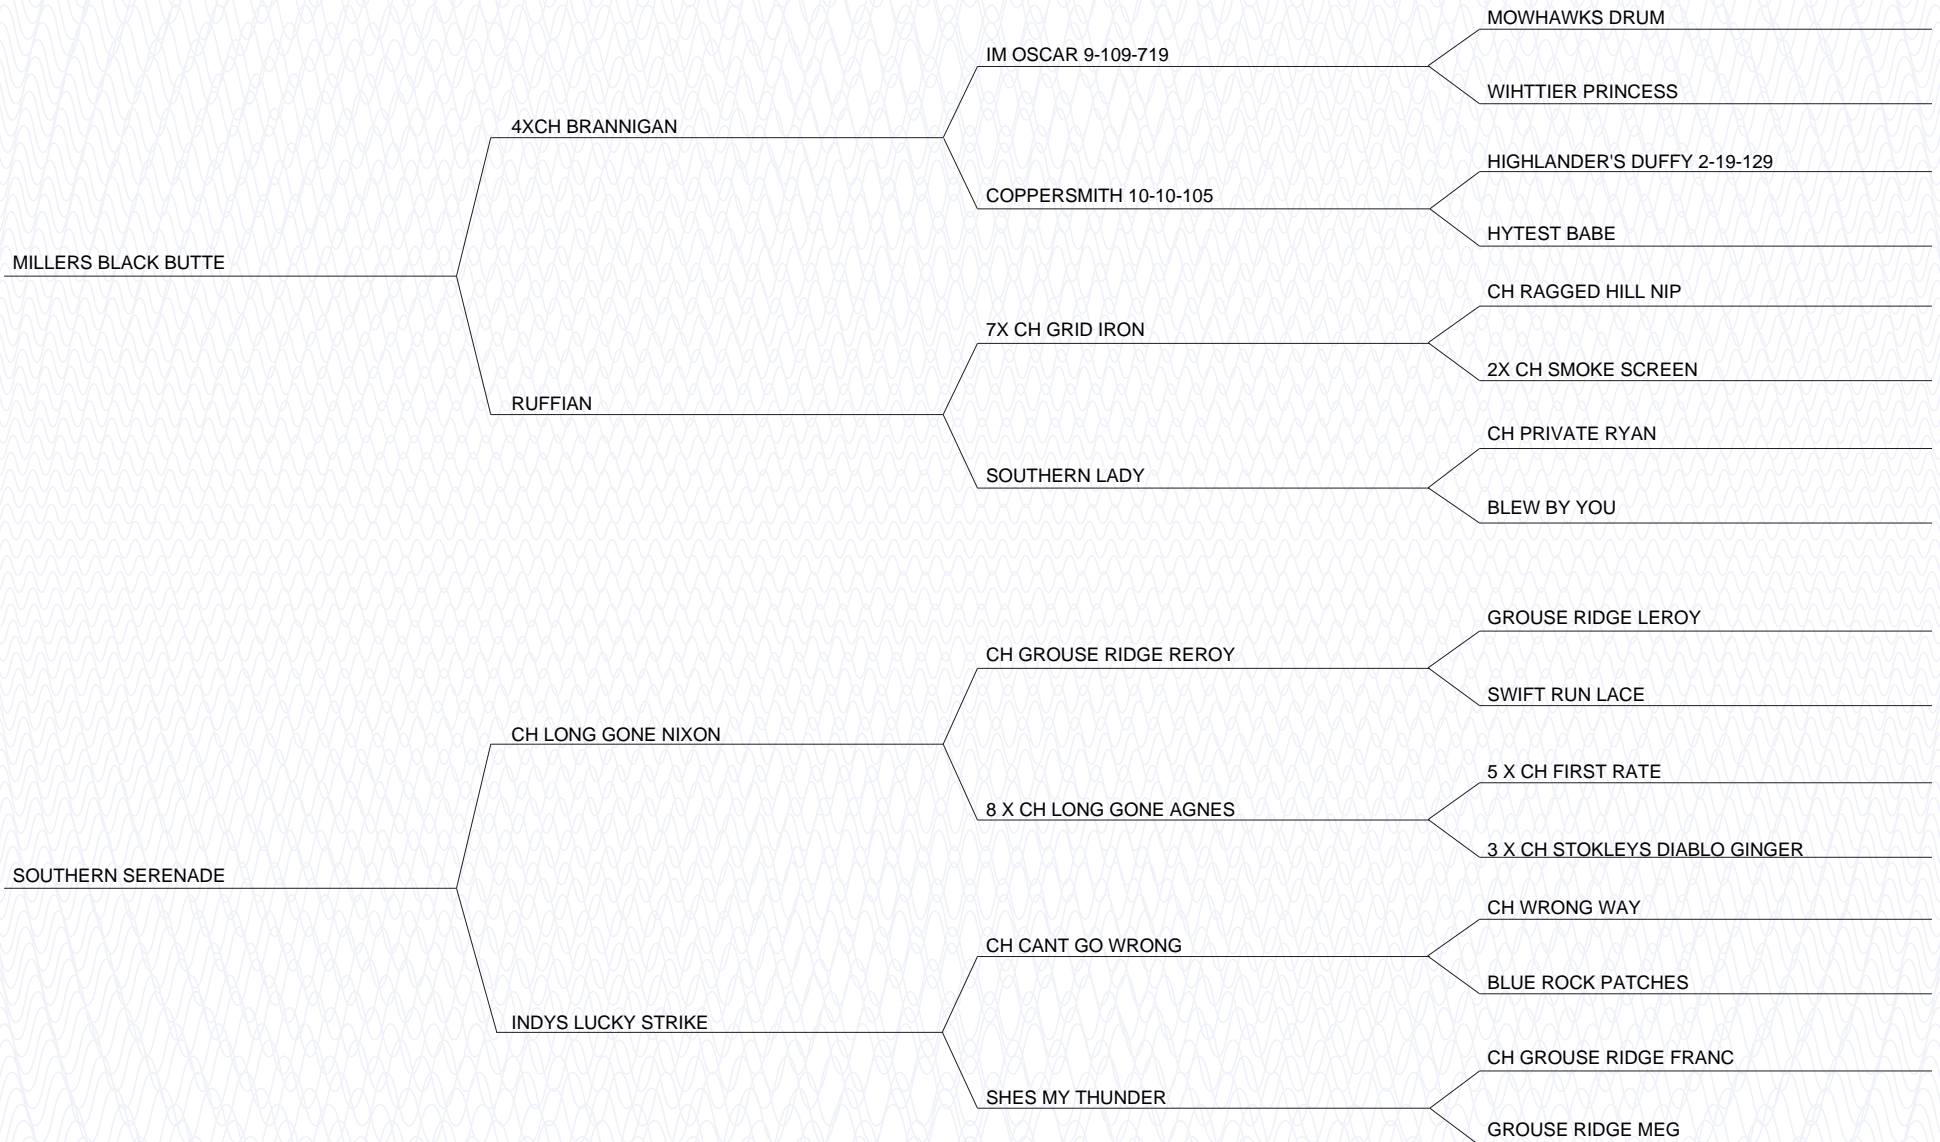 MOWHAWKS DRUM
IM OSCAR 9-109-719
WIHTTIER PRINCESS
4XCH BRANNIGAN
HIGHLANDER'S DUFFY 2-19-129
COPPERSMITH 10-10-105
HYTEST BABE
MILLERS BLACK BUTTE
CH RAGGED HILL NIP
7X CH GRID IRON
2X CH SMOKE SCREEN
RUFFIAN
CH PRIVATE RYAN
SOUTHERN LADY
BLEW BY YOU
GROUSE RIDGE LEROY
CH GROUSE RIDGE REROY
SWIFT RUN LACE
CH LONG GONE NIXON
5 X CH FIRST RATE
8 X CH LONG GONE AGNES
3 X CH STOKLEYS DIABLO GINGER
SOUTHERN SERENADE
CH WRONG WAY
CH CANT GO WRONG
BLUE ROCK PATCHES
INDYS LUCKY STRIKE
CH GROUSE RIDGE FRANC
SHES MY THUNDER
GROUSE RIDGE MEG